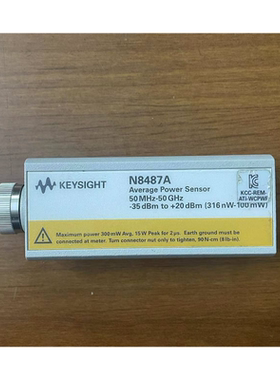 KEYSIGHT
N8487A
Average Power Sensor
50 MHz-50 GHz
-35 dBm to +20 dBm (316 nW-100 mW)
KCC-REM-
ATI-WCPWF
Maximum power 300 mW Avg, 15 W Peak for 2 µs. Earth ground must be
connected at meter. Turn connector nut only to tighten, 90 N-cm (8 lb-in).